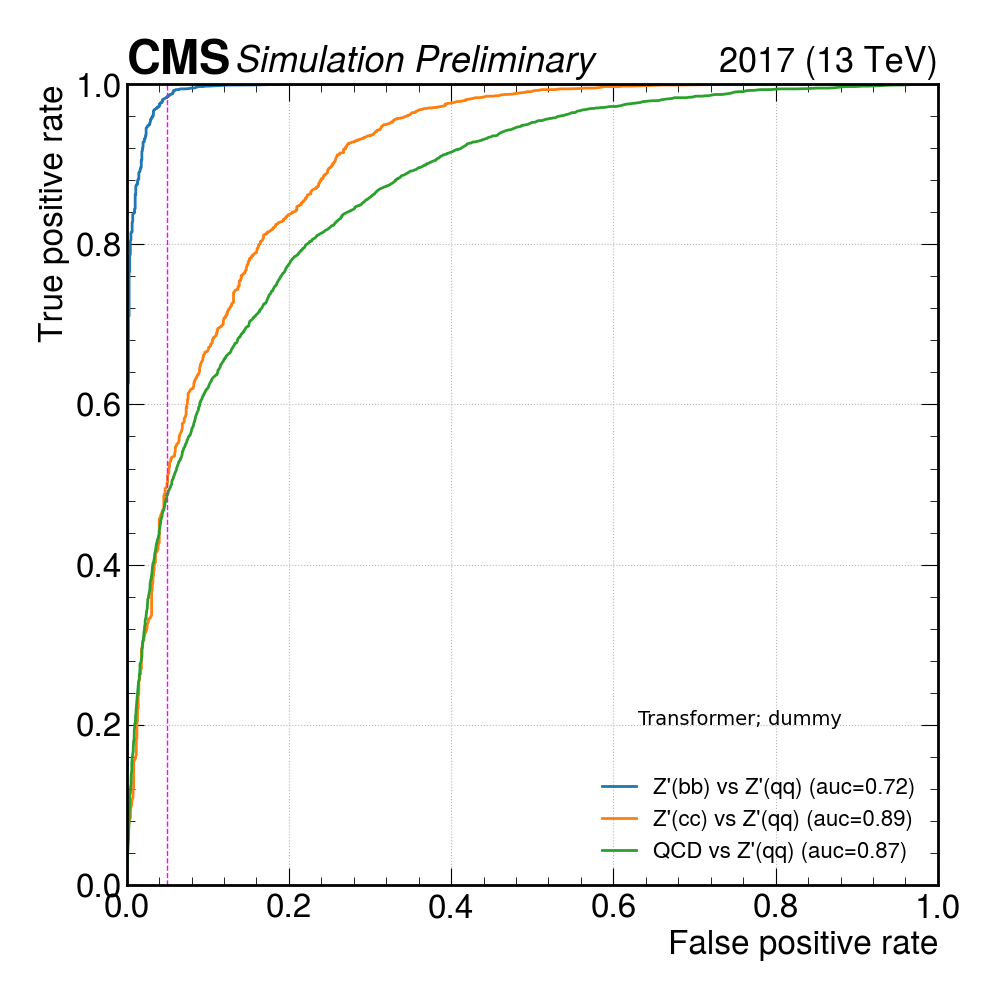 CMS Simulation Preliminary 2017 (13 TeV)
True positive rate
1.0
0.8
0.6
0.4
0.2
0.0
Transformer; dummy
Z'(bb) vs Z'(qq) (auc=0.72)
Z'(cc) vs Z'(qq) (auc=0.89)
QCD vs Z'(qq) (auc=0.87)
0.0 0.2 0.4 0.6 0.8 1.0
False positive rate